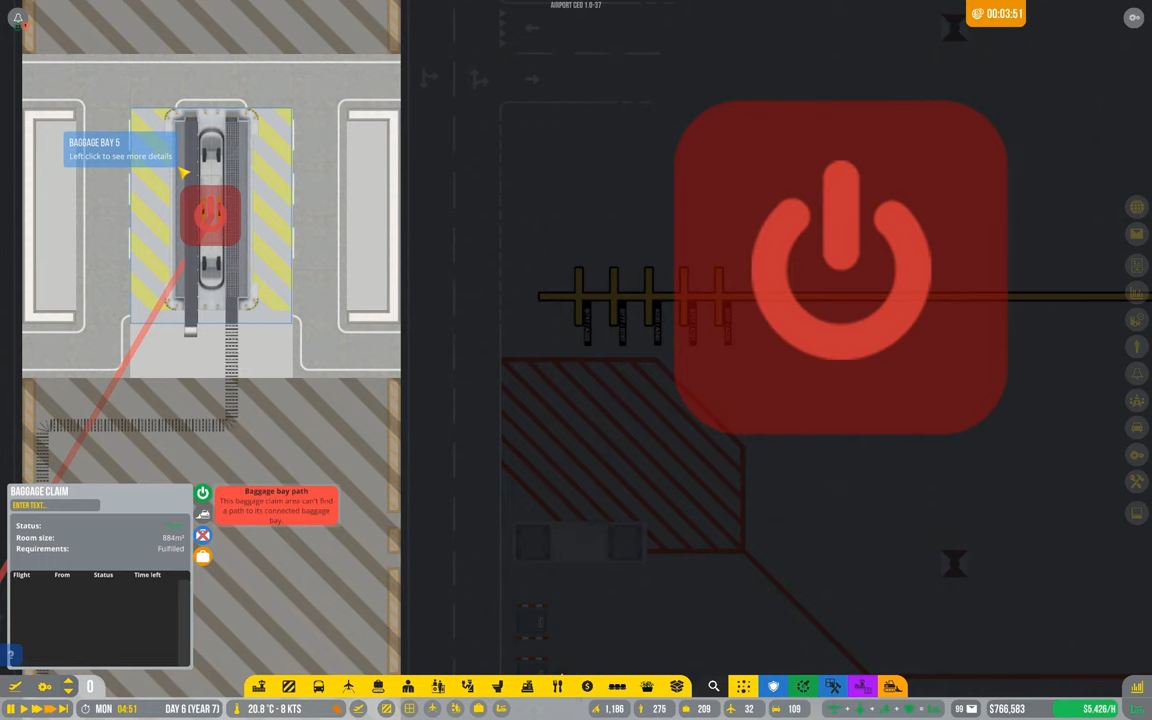 AIRPORT CEO 1.0-37
00:03:51
BAGGAGE BAY 5
Left click to see more details
BAGGAGE CLAIM
ENTER TEXT...
Status:
Room size: 884m²
Requirements: Fulfilled
Flight From Status Time left
Baggage bay path
This baggage claim area can't find
a path to its connected baggage
bay.
0
MON 04:51 DAY 6 (YEAR 7) 20.8 °C - 8 KTS
1,186 276 209 32 109 99 $766,583 $5,426/H